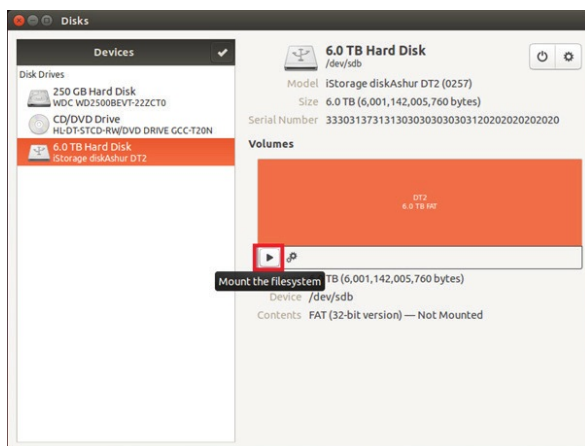 Disks
Devices
Disk Drives
250 GB Hard Disk
WDC WD2500BEVT-22ZCT0
CD/DVD Drive
HL-DT-STCD-RW/DVD DRIVE GCC-T20N
6.0 TB Hard Disk
iStorage diskAshur DT2
6.0 TB Hard Disk
/dev/sdb
Model iStorage diskAshur DT2 (0257)
Size 6.0 TB (6,001,142,005,760 bytes)
Serial Number
Volumes
DT2
6.0 TB FAT
Mount the filesystem
TB (6,001,142,005,760 bytes)
Device /dev/sdb
Contents FAT (32-bit version) — Not Mounted